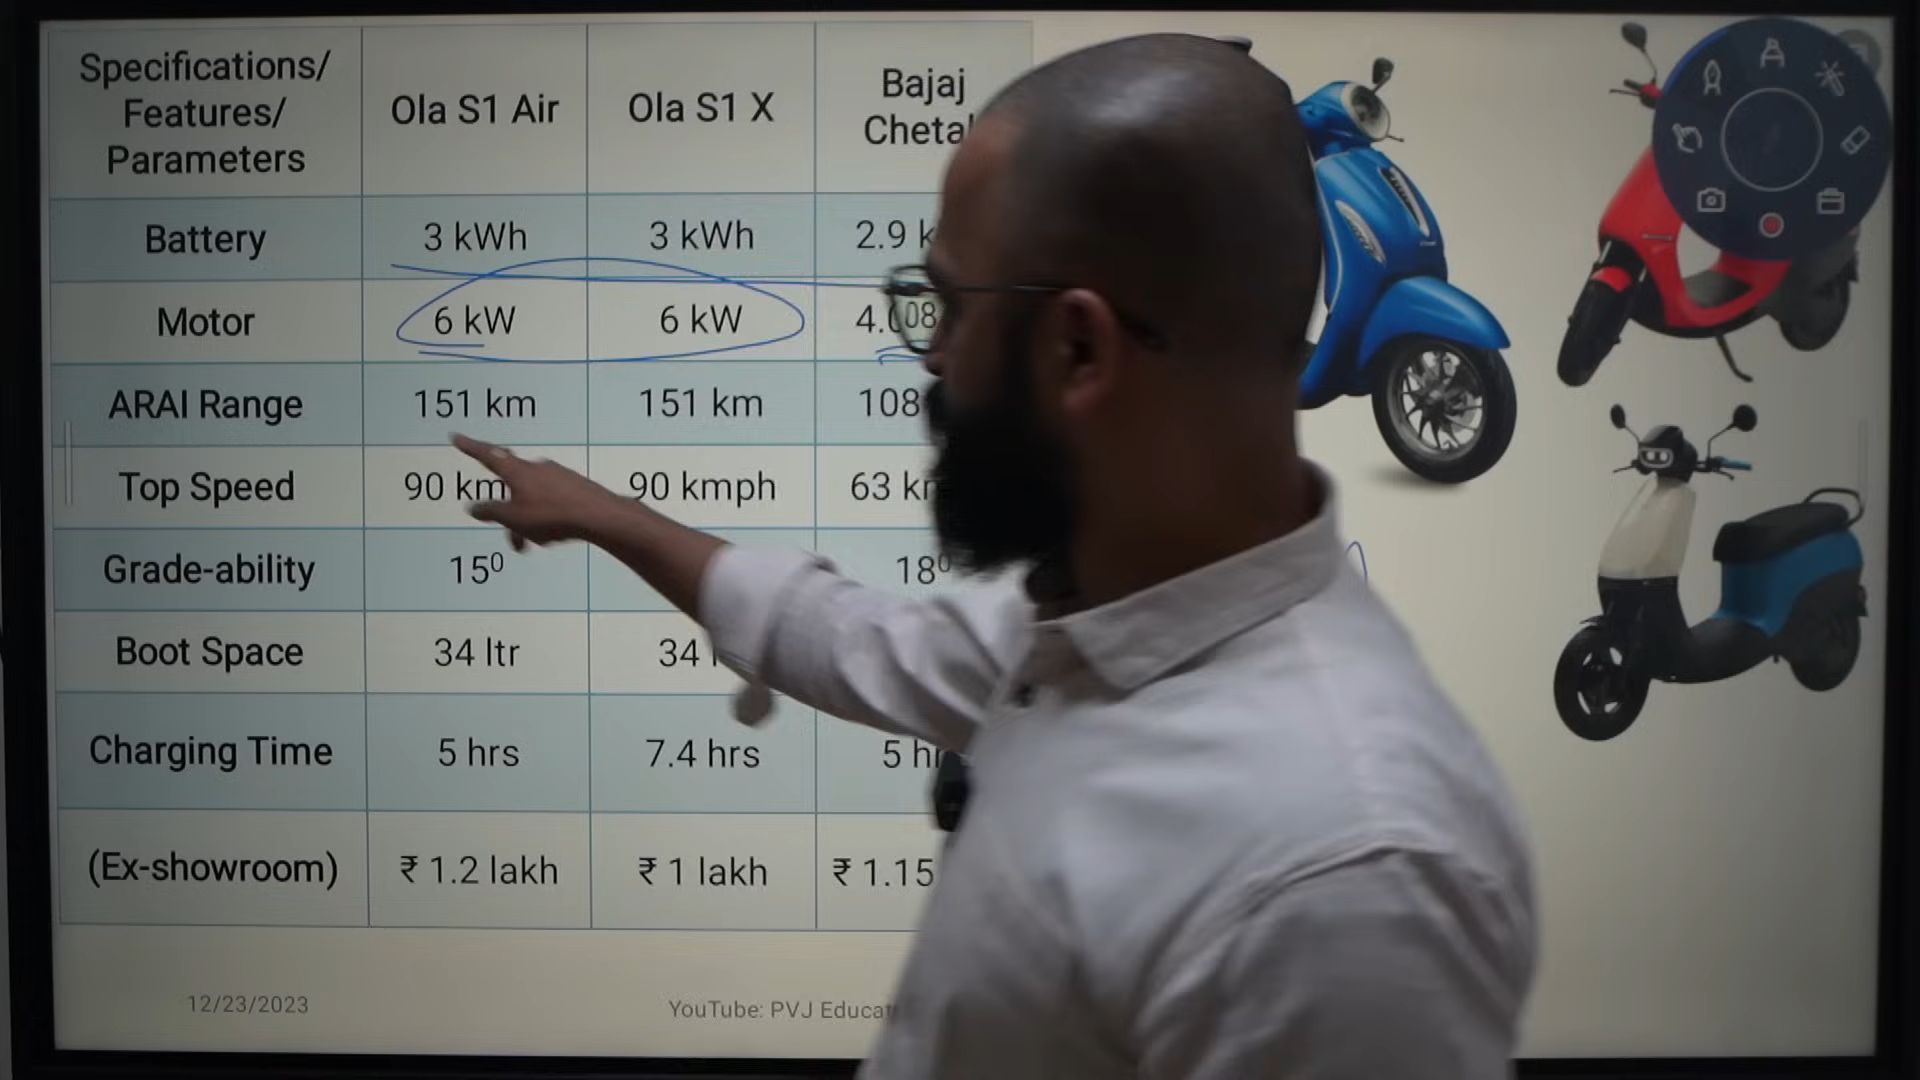 Specifications/
Features/
Parameters
Ola S1 Air
Ola S1 X
Bajaj
Battery
3 kWh
3 kWh
2.9
Motor
6 kW
6 kW
ARAI Range
151 km
151 km
108
Top Speed
90
90 kmph
63
Grade-ability
15⁰
18⁰
Boot Space
34 ltr
34
Charging Time
5 hrs
7.4 hrs
5
(Ex-showroom)
₹ 1.2 lakh
₹ 1 lakh
₹ 1.15
12/23/2023
YouTube: PVJ